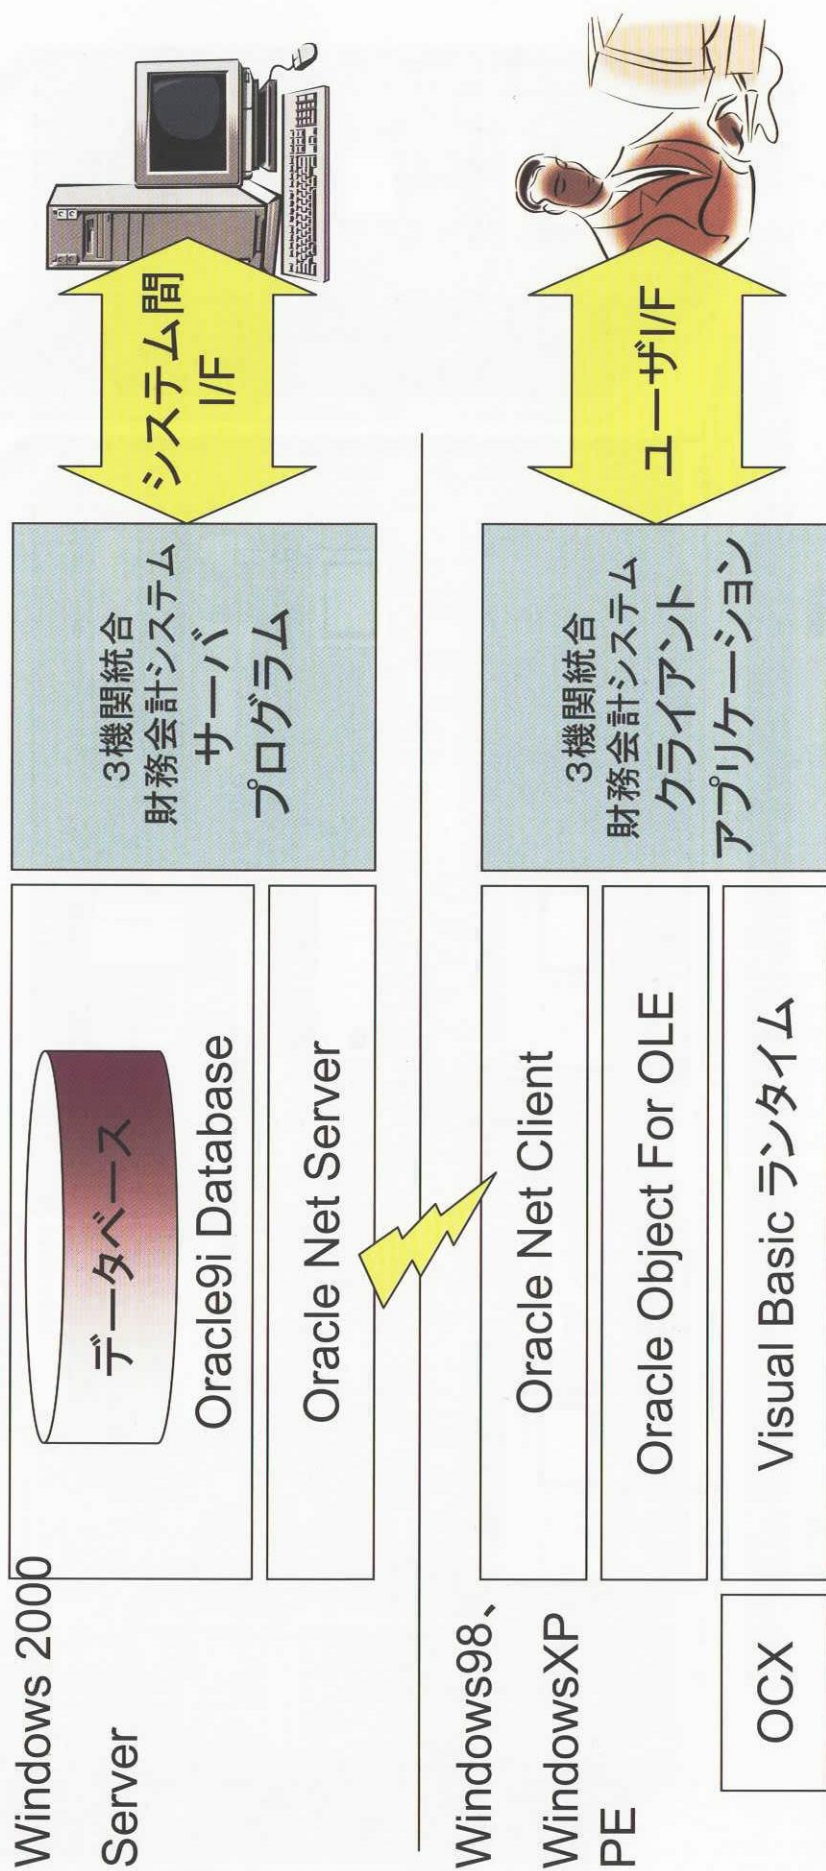 Windows 2000
Server
データベース
Oracle9i Database
Oracle Net Server
3機関統合
財務会計システム
サーバ
プログラム
システム間
I/F
Windows98、
WindowsXP
PE
OCX
Oracle Net Client
Oracle Object For OLE
Visual Basic ランタイム
3機関統合
財務会計システム
クライアント
アプリケーション
ユーザI/F